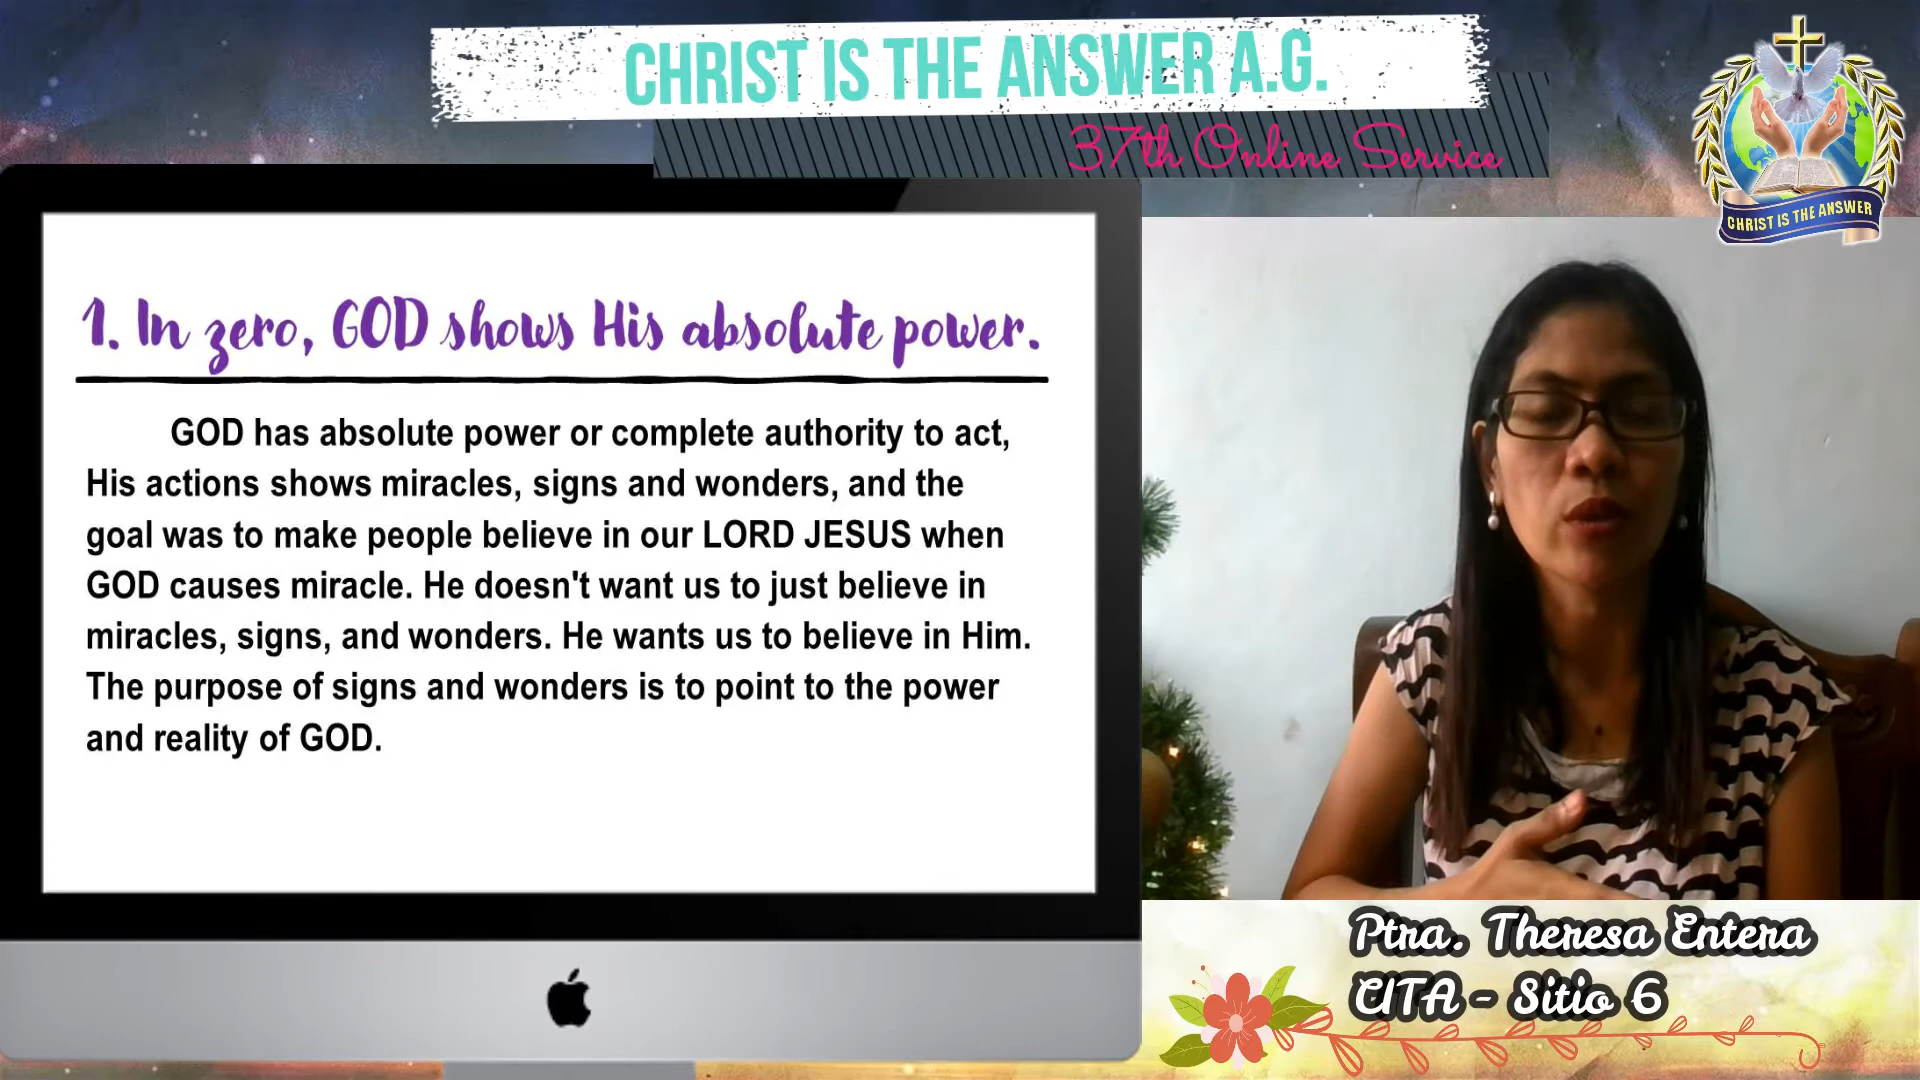 CHRIST IS THE ANSWER A.G.
37th Online Service
CHRIST IS THE ANSWER
1. In zero, GOD shows His absolute power.
GOD has absolute power or complete authority to act,
His actions shows miracles, signs and wonders, and the
goal was to make people believe in our LORD JESUS when
GOD causes miracle. He doesn't want us to just believe in
miracles, signs, and wonders. He wants us to believe in Him.
The purpose of signs and wonders is to point to the power
and reality of GOD.
Ptra. Theresa Entera
CITA - Sitio 6